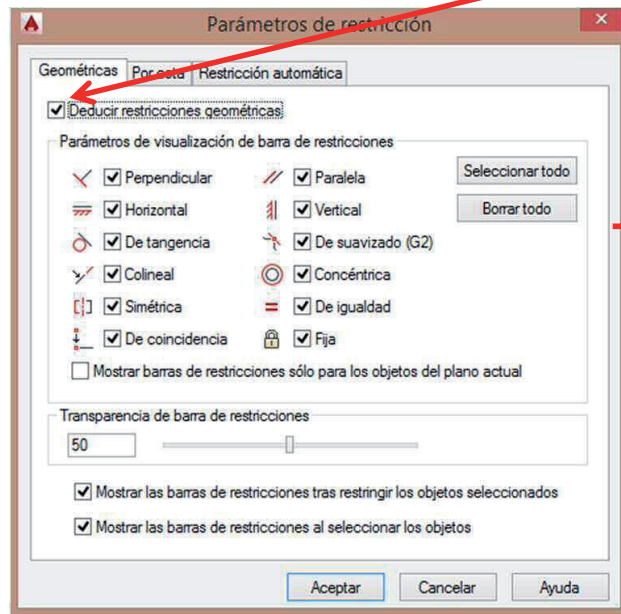 Parámetros de restricción
Geométricas Por cota Restricción automática
Deducir restricciones geométricas
Parámetros de visualización de barra de restricciones
Perpendicular Paralela Seleccionar todo
Horizontal Vertical Borrar todo
De tangencia De suavizado (G2)
Colineal Concéntrica
Simétrica De igualdad
De coincidencia Fija
Mostrar barras de restricciones sólo para los objetos del plano actual
Transparencia de barra de restricciones
50
Mostrar las barras de restricciones tras restringir los objetos seleccionados
Mostrar las barras de restricciones al seleccionar los objetos
Aceptar Cancelar Ayuda